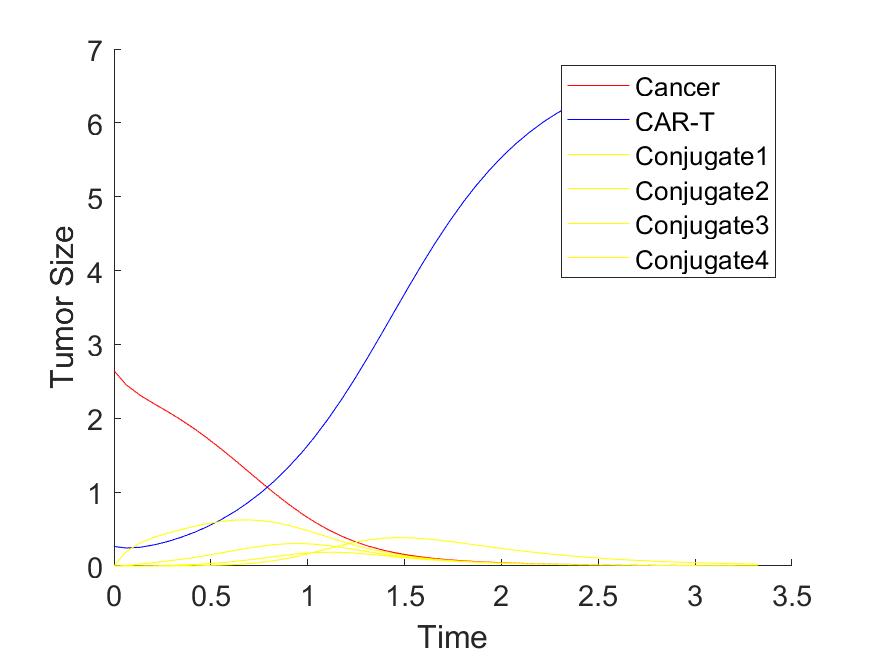 7
6
5
4
3
2
1
0
Tumor Size
Cancer
CAR-T
Conjugate1
Conjugate2
Conjugate3
Conjugate4
0 0.5 1 1.5 2 2.5 3 3.5
Time